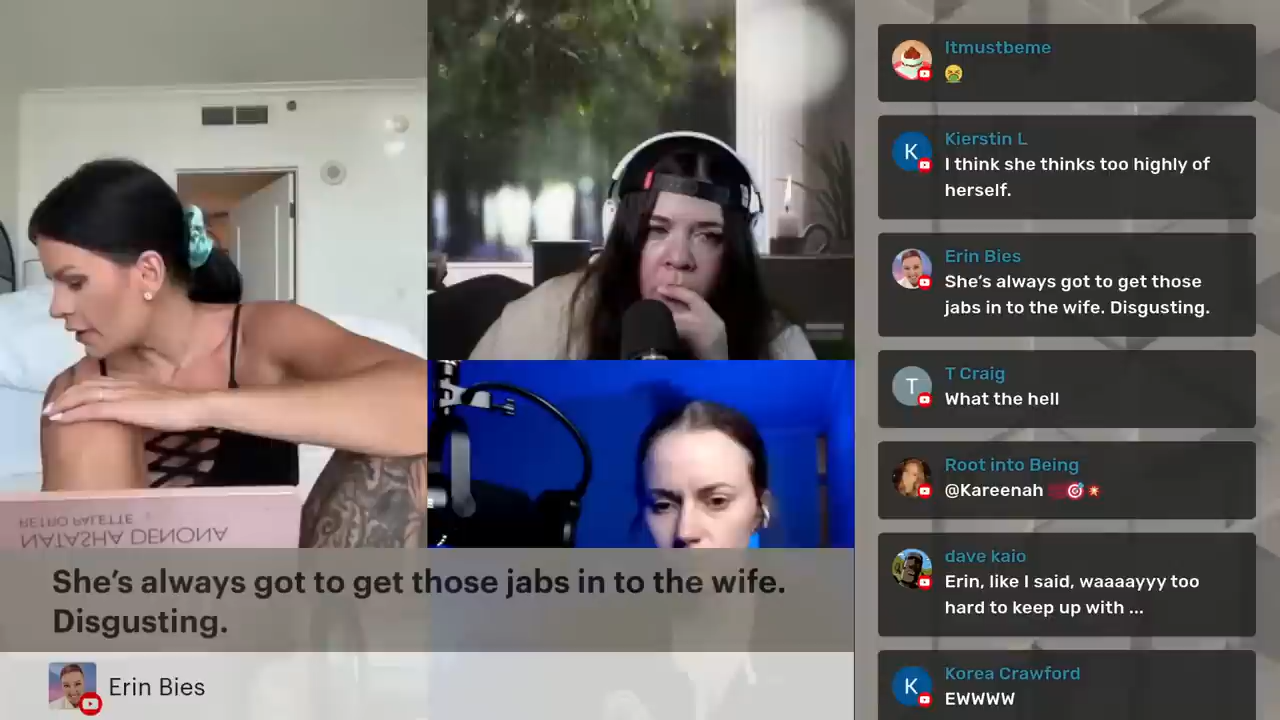 RETRO PALETTE
NATASHA DENONA
She’s always got to get those jabs in to the wife.
Disgusting.
Erin Bies
Itmustbeme
🤮
K
Kierstin L
I think she thinks too highly of
herself.
Erin Bies
She’s always got to get those
jabs in to the wife. Disgusting.
T
T Craig
What the hell
Root into Being
@Kareenah 🎯💥
dave kaio
Erin, like I said, waaaayyy too
hard to keep up with ...
K
Korea Crawford
EWWWW